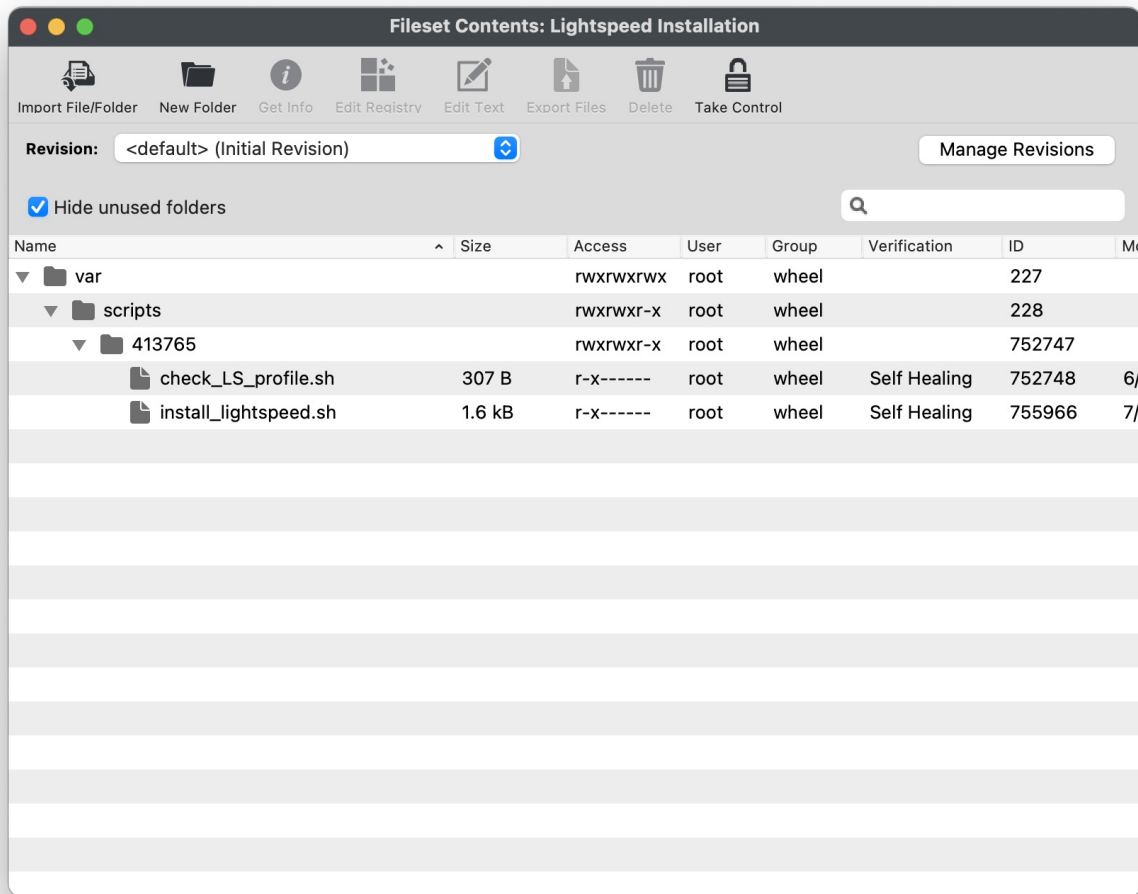 Fileset Contents: Lightspeed Installation
Import File/Folder New Folder Get Info Edit Registry Edit Text Export Files Delete Take Control
Revision: <default> (Initial Revision) Manage Revisions
Hide unused folders
Name Size Access User Group Verification ID Mo
var rwxrwxrwx root wheel 227
scripts rwxrwxr-x root wheel 228
413765 rwxrwxr-x root wheel 752747
check_LS_profile.sh 307 B r-x------ root wheel Self Healing 752748 6/
install_lightspeed.sh 1.6 kB r-x------ root wheel Self Healing 755966 7/